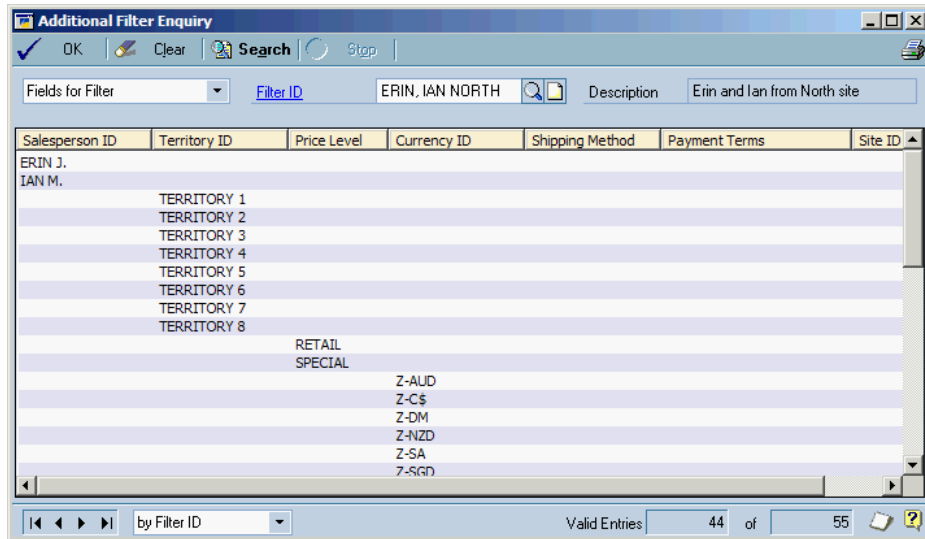 Additional Filter Enquiry
OK Clear Search Stop
Fields for Filter Filter ID ERIN, IAN NORTH Description Erin and Ian from North site
Salesperson ID Territory ID Price Level Currency ID Shipping Method Payment Terms Site ID
ERIN J.
IAN M.
TERRITORY 1
TERRITORY 2
TERRITORY 3
TERRITORY 4
TERRITORY 5
TERRITORY 6
TERRITORY 7
TERRITORY 8
RETAIL
SPECIAL
Z-AUD
Z-C$
Z-DM
Z-NZD
Z-SA
Z-SGD
by Filter ID Valid Entries 44 of 55